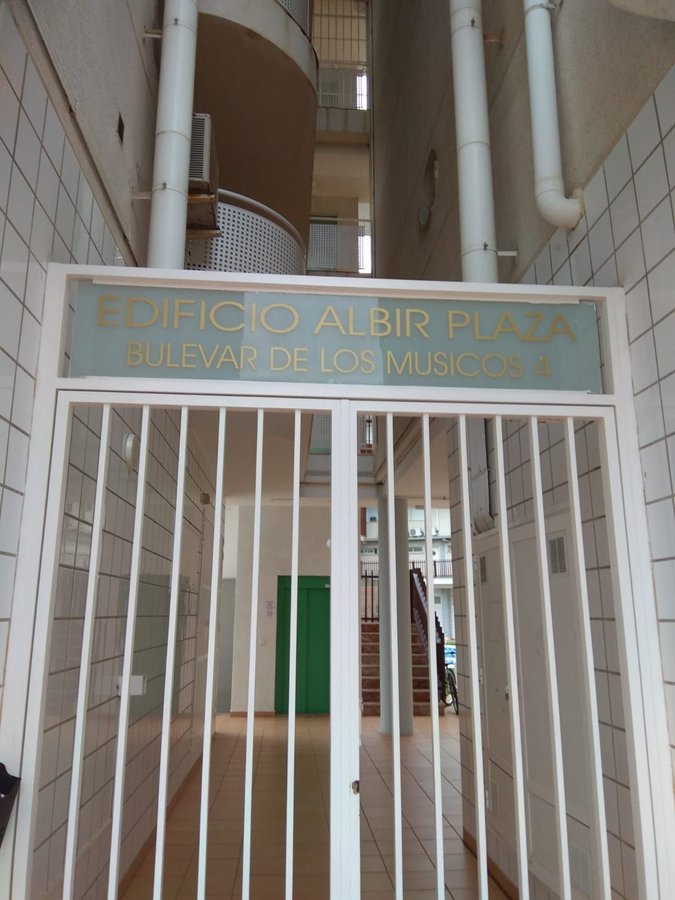 EDIFICIO ALBIR PLAZA
BULEVAR DE LOS MUSICOS 4